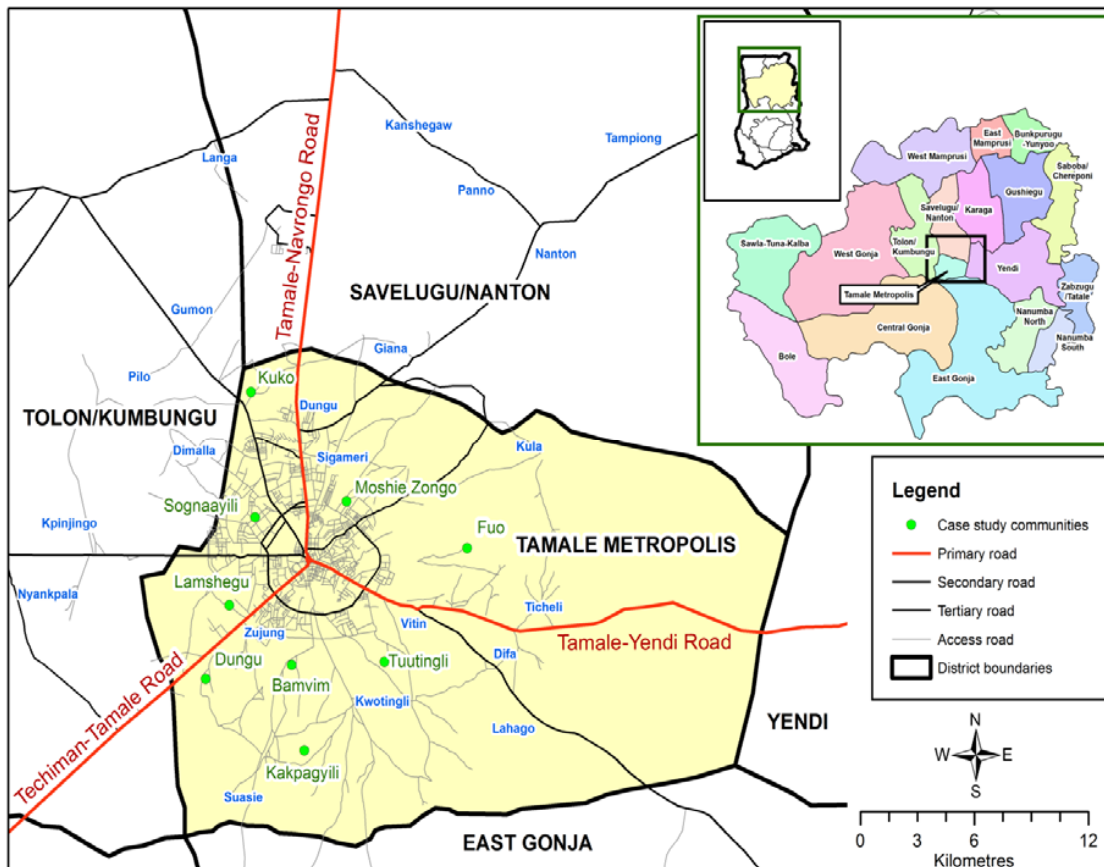 Kanshegaw
Tampiong
Langa
Panno
Tamale-Navrongo Road
Nanton
SAVELUGU/NANTON
Gumon
Giana
Pilo
Kuko
TOLON/KUMBUNGU
Dungu
Dimalla
Sigameri
Kula
Moshie Zongo
Sognaayili
Kpinjingo
Fuo
TAMALE METROPOLIS
Lamshegu
Nyankpala
Ticheli
Vitin
Zujung
Tamale-Yendi Road
Difa
Dungu
Tuutingli
Bamvim
Kwotingli
Techiman-Tamale Road
Lahago
YENDI
Kakpagyili
Suasie
EAST GONJA
East
Mamprusi
Bunkpurugu
-Yunyoo
West Mamprusi
Saboba/
Chereponi
Gushiegu
Savelugu/
Nanton
Karaga
Sawla-Tuna-Kalba
West Gonja
Tolon/
Kumbungu
Yendi
Zabzugu
/Tatale
Tamale Metropolis
Nanumba
North
Central Gonja
Nanumba
South
Bole
East Gonja
Legend
Case study communities
Primary road
Secondary road
Tertiary road
Access road
District boundaries
N
W
E
S
0 3 6 12
Kilometres